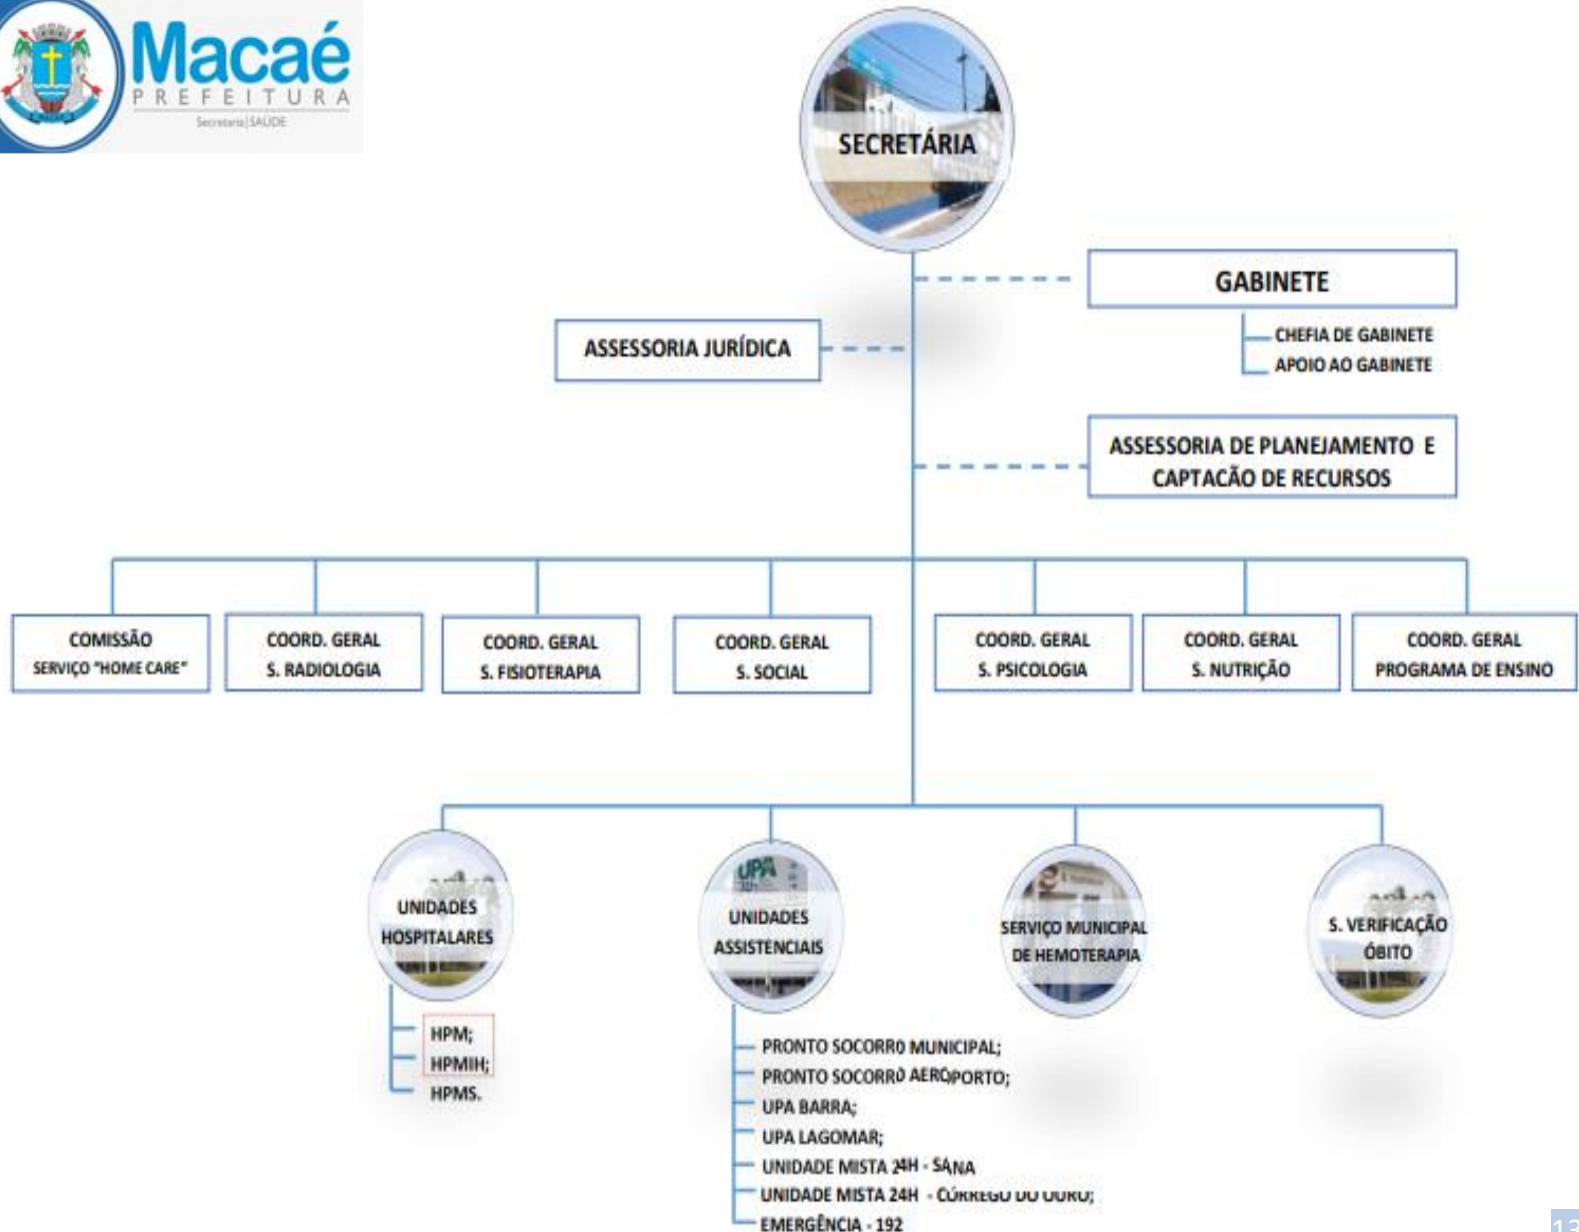 Macaé
PREFEITURA
Secretaria|SAÚDE
SECRETÁRIA
GABINETE
CHEFIA DE GABINETE
APOIO AO GABINETE
ASSESSORIA JURÍDICA
ASSESSORIA DE PLANEJAMENTO E
CAPTACÃO DE RECURSOS
COMISSÃO
SERVIÇO "HOME CARE"
COORD. GERAL
S. RADIOLOGIA
COORD. GERAL
S. FISIOTERAPIA
COORD. GERAL
S. SOCIAL
COORD. GERAL
S. PSICOLOGIA
COORD. GERAL
S. NUTRIÇÃO
COORD. GERAL
PROGRAMA DE ENSINO
UNIDADES
HOSPITALARES
HPM;
HPMIH;
HPMS.
UPA
UNIDADES
ASSISTENCIAIS
PRONTO SOCORRO MUNICIPAL;
PRONTO SOCORRO AEROPORTO;
UPA BARRA;
UPA LAGOMAR;
UNIDADE MISTA 24H - SANA
UNIDADE MISTA 24H - CÓRREGO DO OURO;
EMERGÊNCIA - 192
SERVIÇO MUNICIPAL
DE HEMOTERAPIA
S. VERIFICAÇÃO
ÓBITO
13